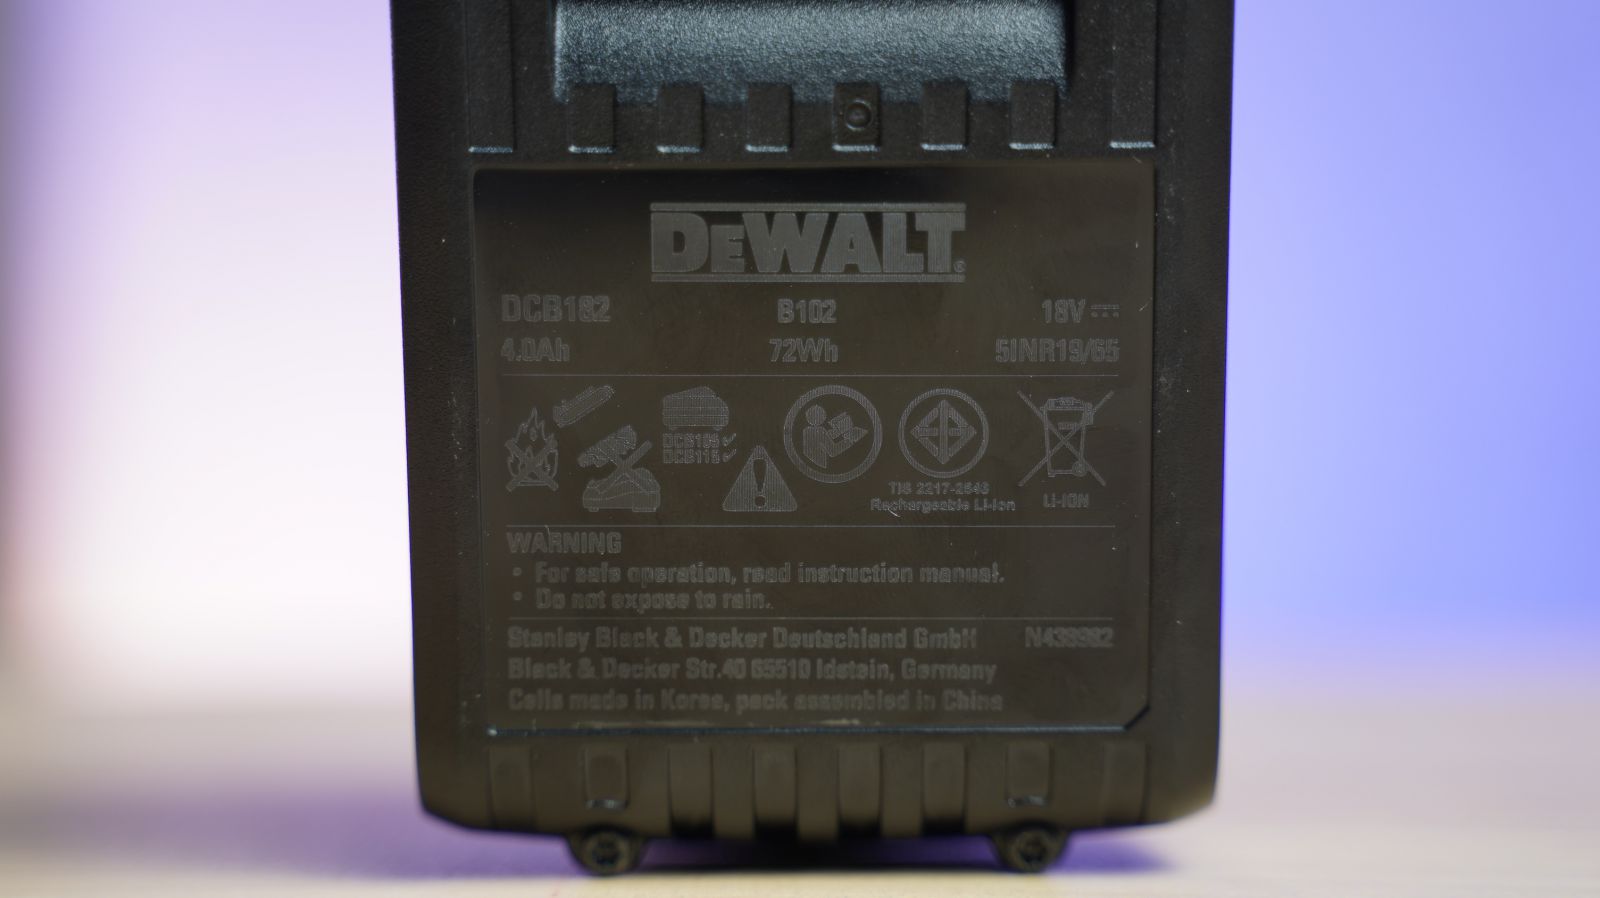 DEWALT®
DCB182 B102 18V
4.0Ah 72Wh 5INR19/65
DCB105 ✓
DCB115 ✓
TIS 2217-2548
Rechargeable Li-Ion
LI-ION
WARNING
• For safe operation, read instruction manual.
• Do not expose to rain.
Stanley Black & Decker Deutschland GmbH
Black & Decker Str.40 65510 Idstein, Germany
Cells made in Korea, pack assembled in China